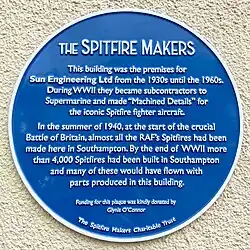 THE SPITFIRE MAKERS
This building was the premises for
Sun Engineering Ltd from the 1930s until the 1960s.
During WWII they became subcontractors to
Supermarine and made "Machined Details" for
the iconic Spitfire fighter aircraft.
In the summer of 1940, at the start of the crucial
Battle of Britain, almost all the RAF's Spitfires had been
made here in Southampton. By the end of WWII more
than 4,000 Spitfires had been built in Southampton
and many of these would have flown with
parts produced in this building.
Funding for this plaque was kindly donated by
Glynis O'Connor
The Spitfire Makers Charitable Trust